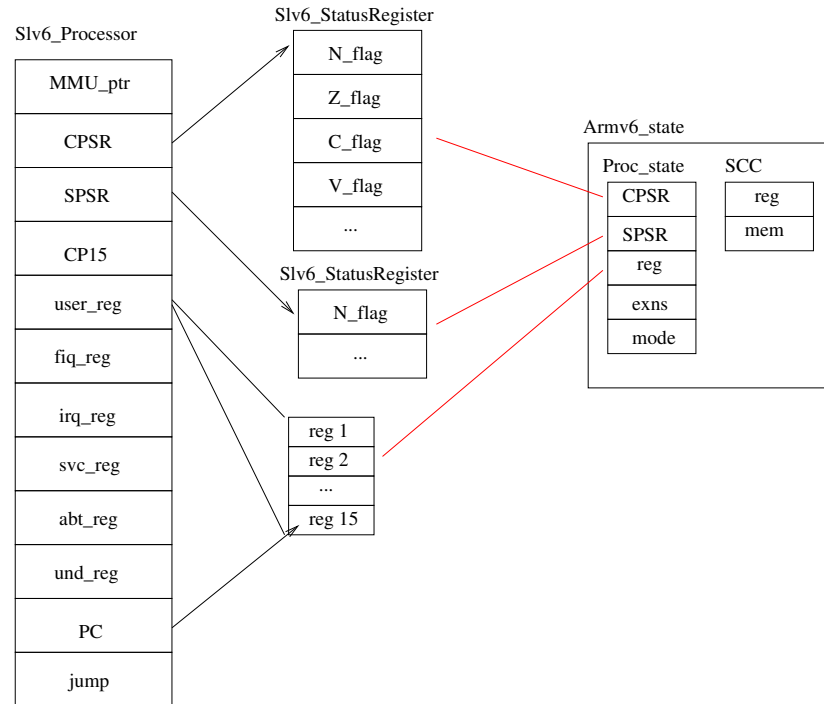 Slv6_Processor
MMU_ptr
CPSR
SPSR
CP15
user_reg
fiq_reg
irq_reg
svc_reg
abt_reg
und_reg
PC
jump
Slv6_StatusRegister
N_flag
Z_flag
C_flag
V_flag
...
Slv6_StatusRegister
N_flag
...
reg 1
reg 2
...
reg 15
Armv6_state
Proc_state
CPSR
SPSR
reg
exns
mode
SCC
reg
mem